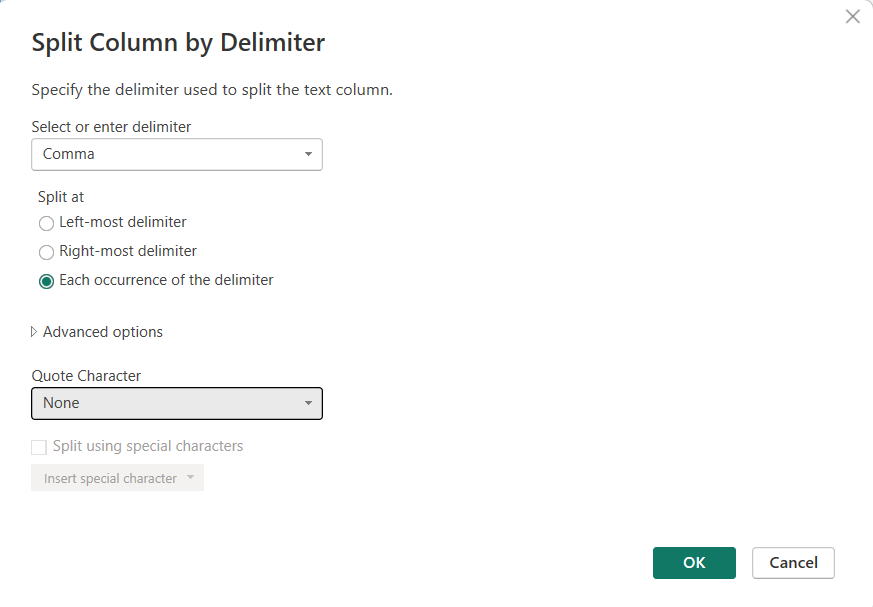 Split Column by Delimiter
Specify the delimiter used to split the text column.
Select or enter delimiter
Comma
Split at
Left-most delimiter
Right-most delimiter
Each occurrence of the delimiter
Advanced options
Quote Character
None
Split using special characters
Insert special character
OK Cancel